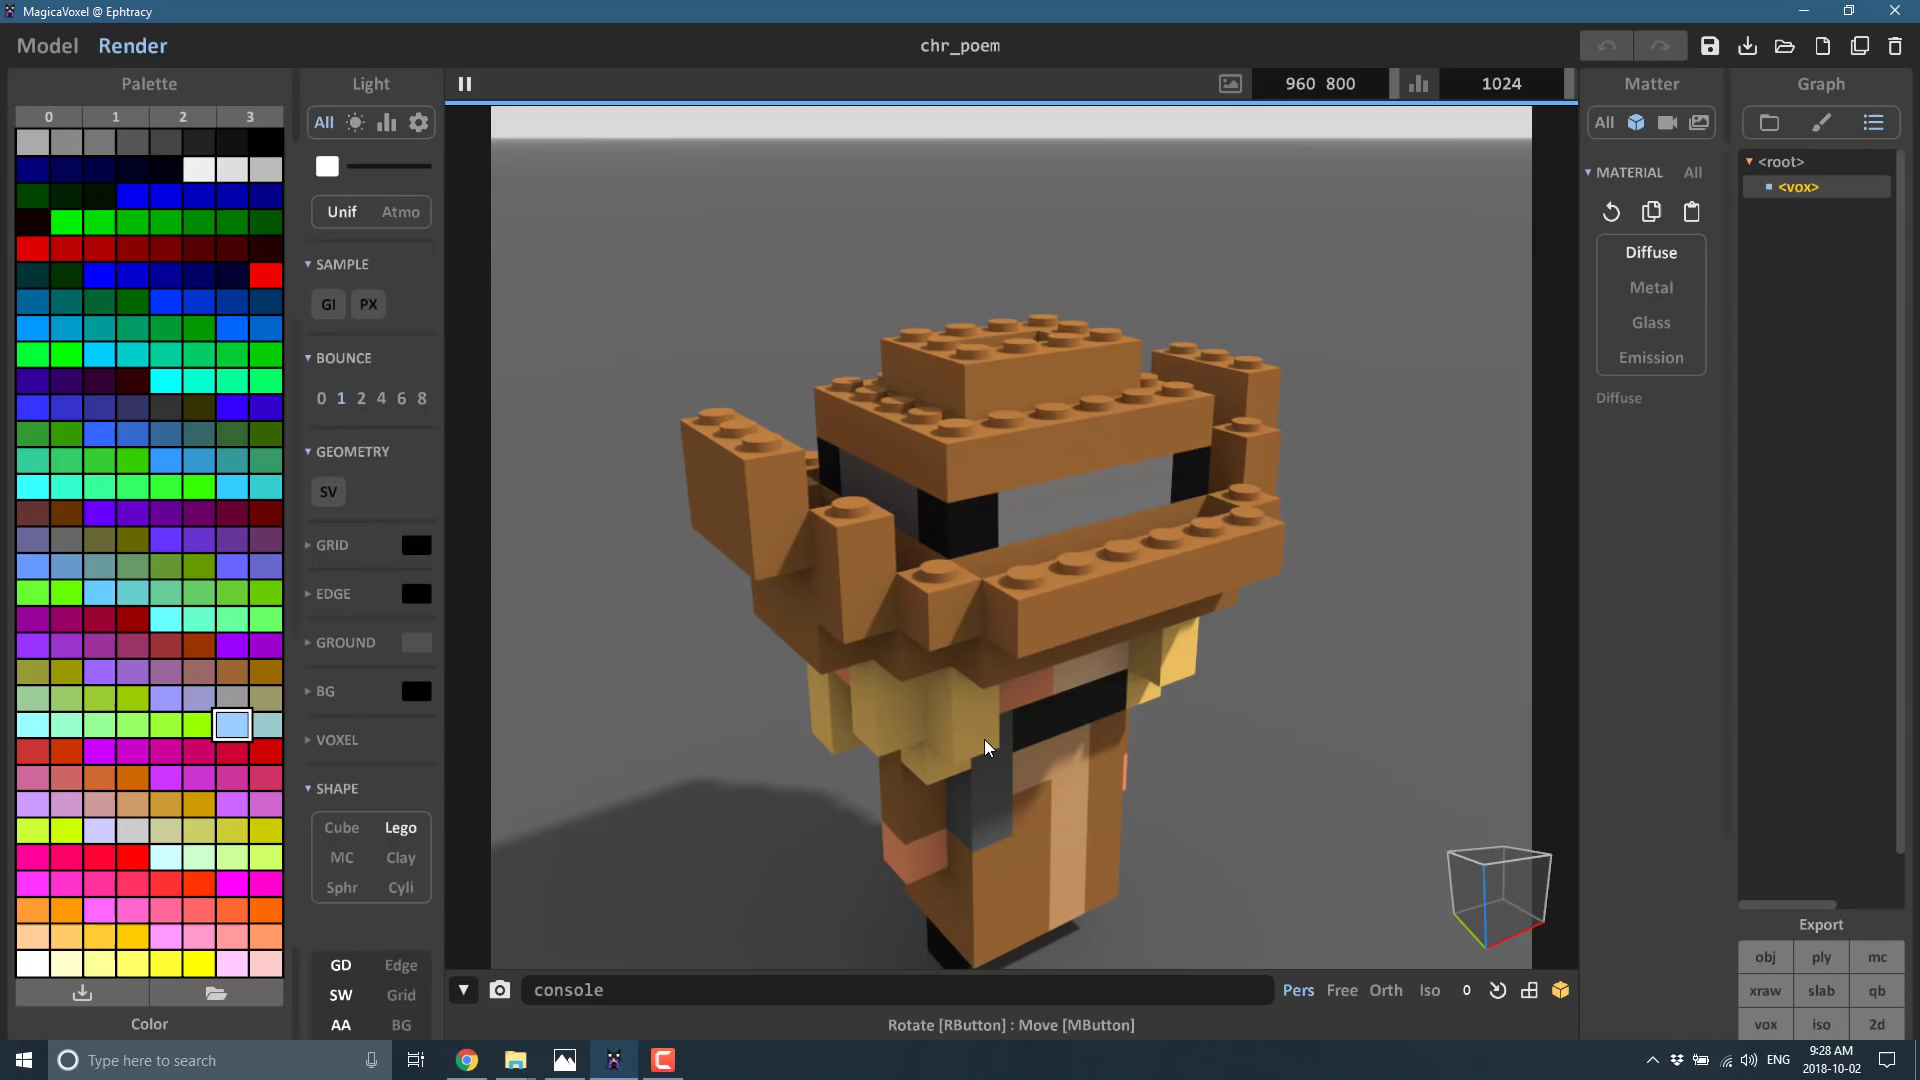 MagicaVoxel @ Ephtracy
Model Render
chr_poem
Palette
0 1 2 3
Color
Light
All
Unif Atmo
SAMPLE
GI PX
BOUNCE
0 1 2 4 6 8
GEOMETRY
SV
GRID
EDGE
GROUND
BG
VOXEL
SHAPE
Cube Lego
MC Clay
Sphr Cyli
GD Edge
SW Grid
AA BG
960 800
1024
console
Pers Free Orth Iso 0
Rotate [RButton] : Move [MButton]
Matter
All
MATERIAL All
Diffuse
Metal
Glass
Emission
Diffuse
Graph
<root>
<vox>
Export
obj ply mc
xraw slab qb
vox iso 2d
Type here to search
ENG
9:28 AM
2018-10-02